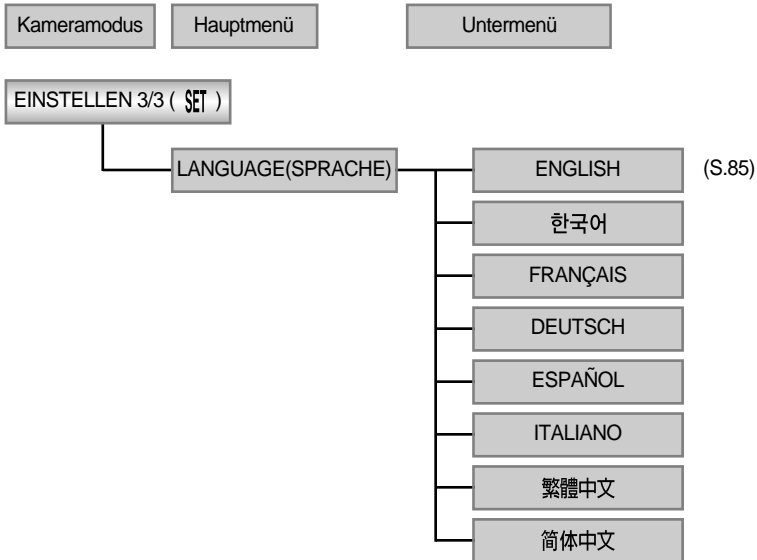 Kameramodus Hauptmenü Untermenü
EINSTELLEN 3/3 ( SET )
LANGUAGE(SPRACHE) ENGLISH (S.85)
한국어
FRANÇAIS
DEUTSCH
ESPAÑOL
ITALIANO
繁體中文
简体中文